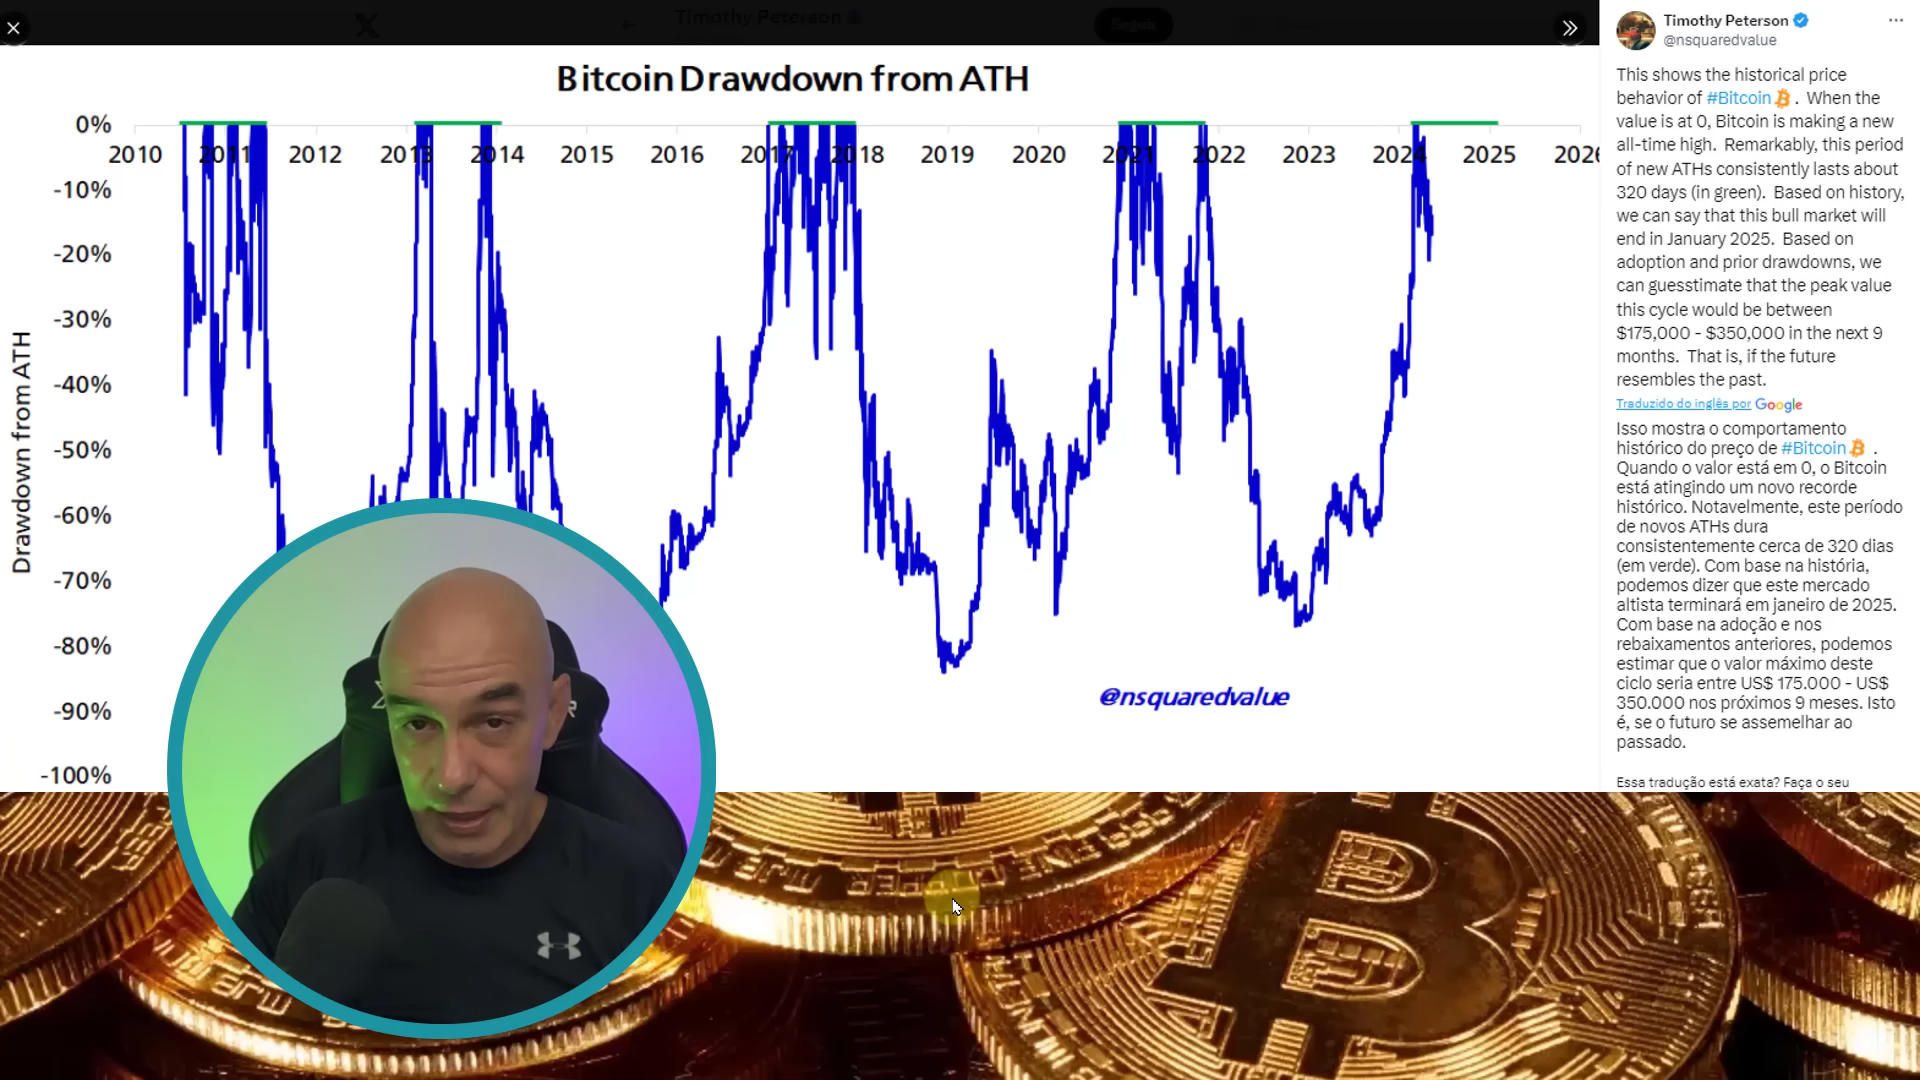 Timothy Peterson
Bitcoin Drawdown from ATH
0%
2010 2011 2012 2013 2014 2015 2016 2017 2018 2019 2020 2021 2022 2023 2024 2025 2026
-10%
-20%
-30%
-40%
-50%
-60%
-70%
-80%
-90%
-100%
Drawdown from ATH
@nsquaredvalue
Timothy Peterson
@nsquaredvalue
This shows the historical price
behavior of #Bitcoin . When the
value is at 0, Bitcoin is making a new
all-time high. Remarkably, this period
of new ATHs consistently lasts about
320 days (in green). Based on history,
we can say that this bull market will
end in January 2025. Based on
adoption and prior drawdowns, we
can guesstimate that the peak value
this cycle would be between
$175,000 - $350,000 in the next 9
months. That is, if the future
resembles the past.
Traduzido do inglês por Google
Isso mostra o comportamento
histórico do preço de #Bitcoin .
Quando o valor está em 0, o Bitcoin
está atingindo um novo recorde
histórico. Notavelmente, este período
de novos ATHs dura
consistentemente cerca de 320 dias
(em verde). Com base na história,
podemos dizer que este mercado
altista terminará em janeiro de 2025.
Com base na adoção e nos
rebaixamentos anteriores, podemos
estimar que o valor máximo deste
ciclo seria entre US$ 175.000 - US$
350.000 nos próximos 9 meses. Isto
é, se o futuro se assemelhar ao
passado.
Essa tradução está exata? Faça o seu